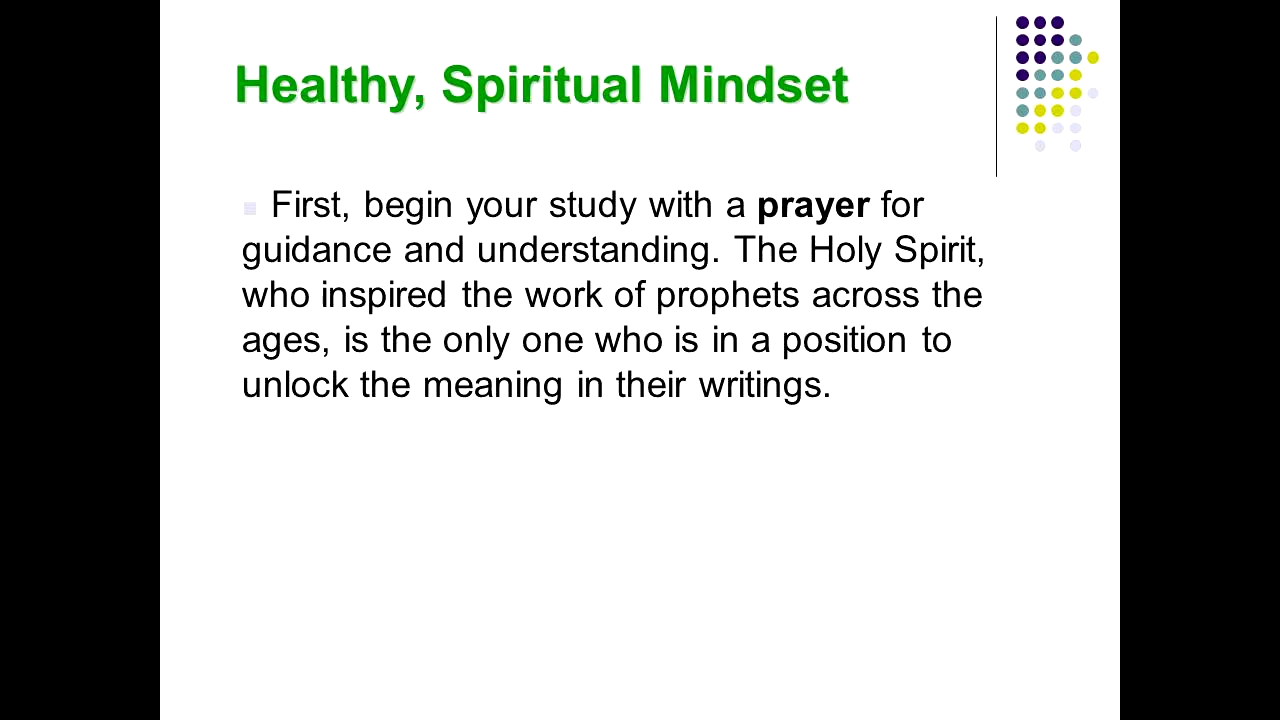 Healthy, Spiritual Mindset
First, begin your study with a prayer for
guidance and understanding. The Holy Spirit,
who inspired the work of prophets across the
ages, is the only one who is in a position to
unlock the meaning in their writings.